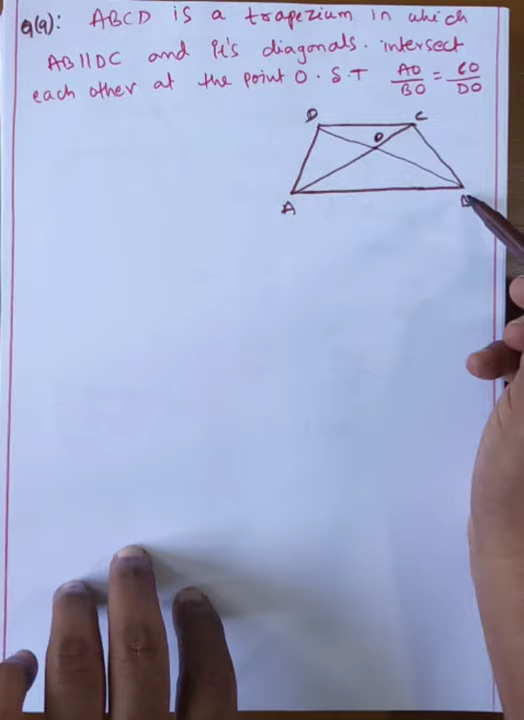 Q(9): ABCD is a trapezium in which
AB||DC and it's diagonals. intersect
each other at the point O. S.T AO/BO = CO/DO
D C
O
A B